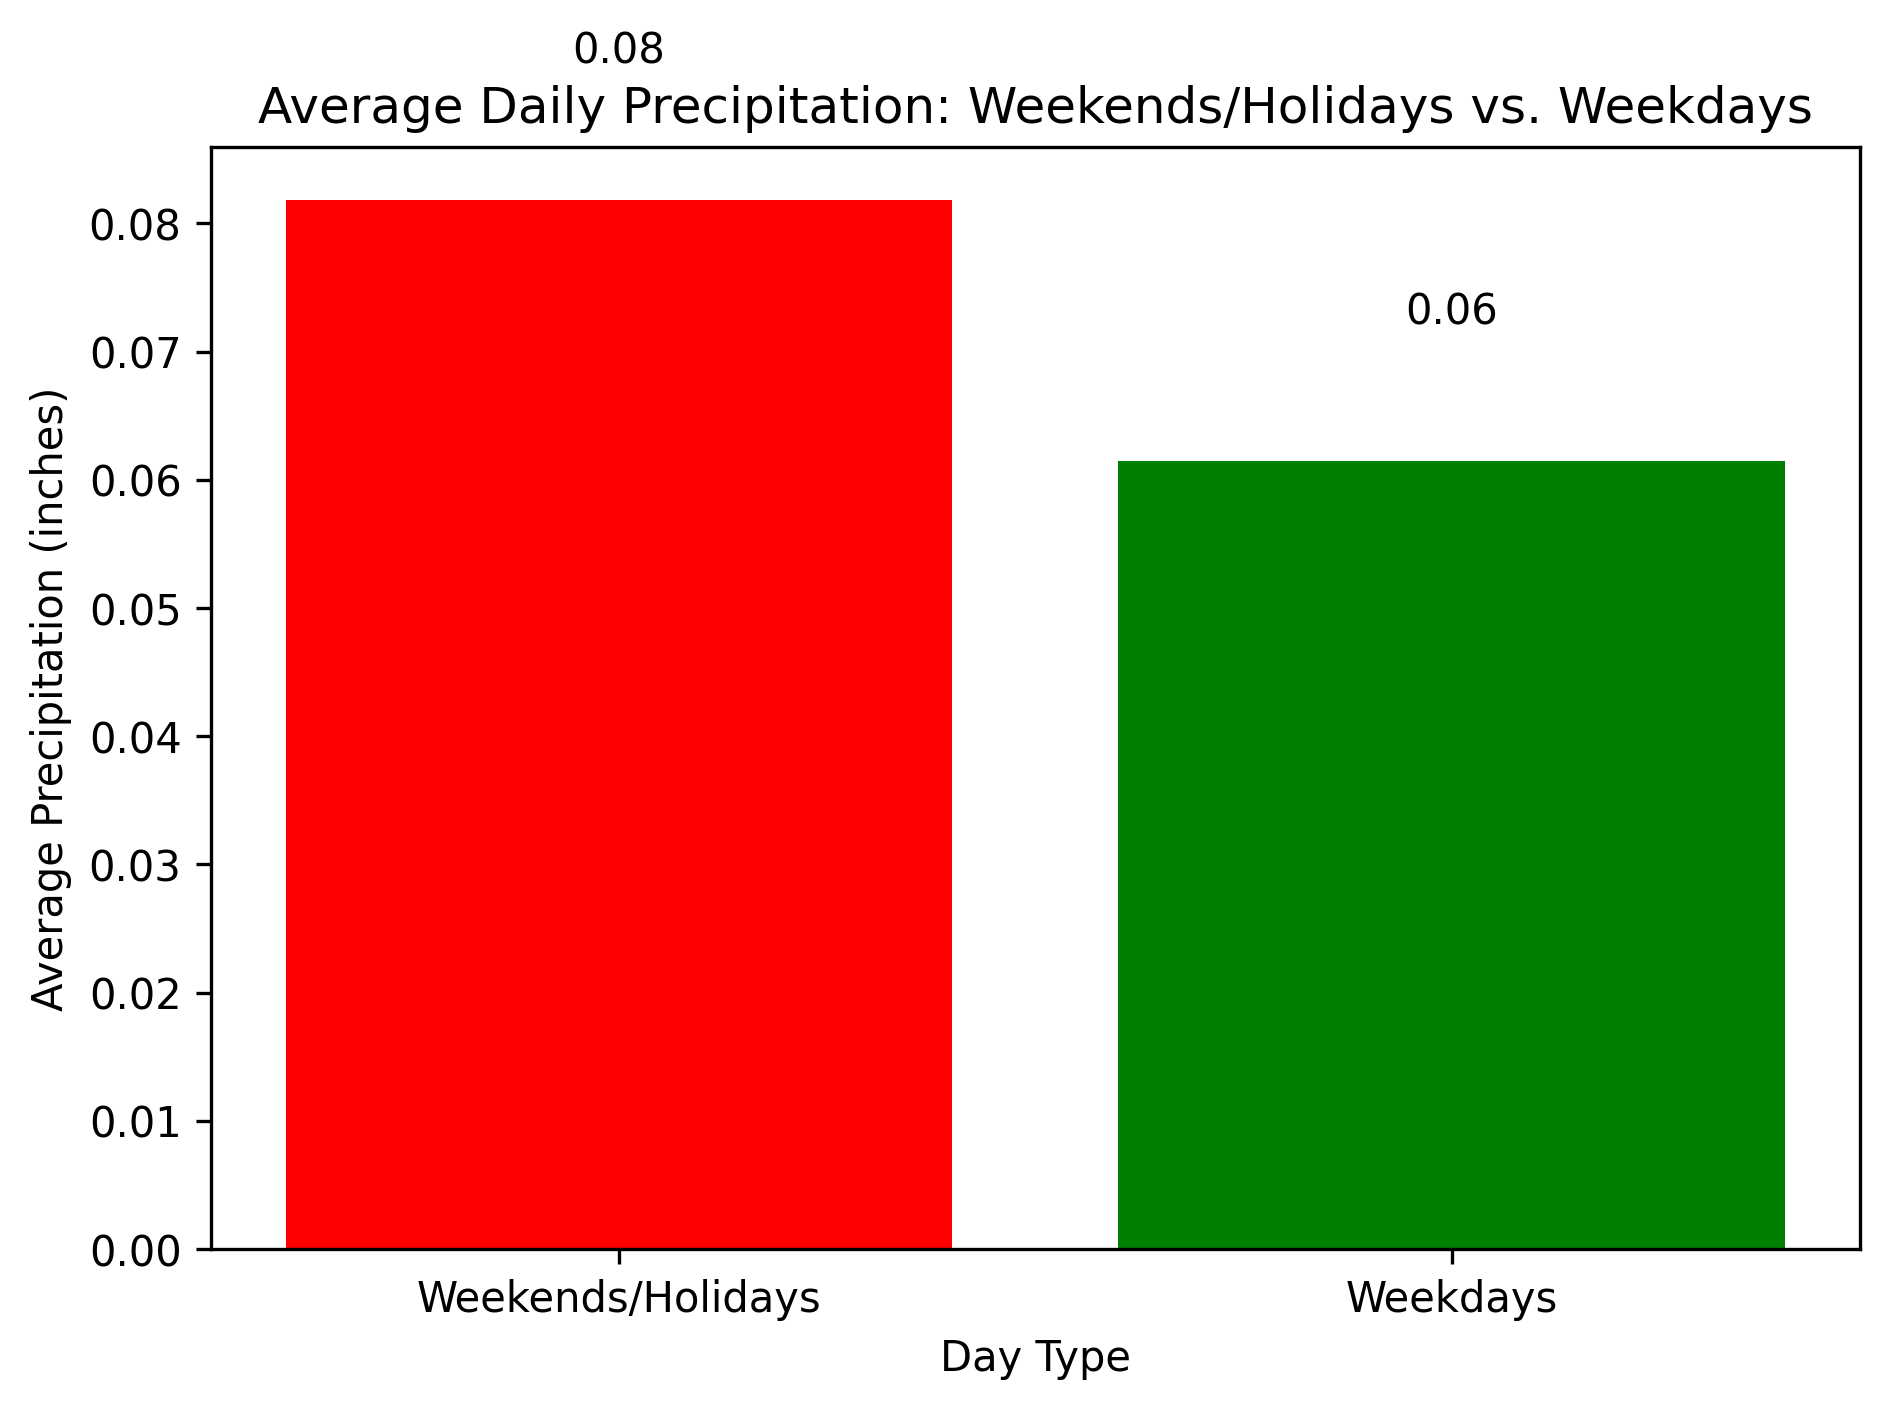 0.08
Average Daily Precipitation: Weekends/Holidays vs. Weekdays
0.06
Average Precipitation (inches)
0.08
0.07
0.06
0.05
0.04
0.03
0.02
0.01
0.00
Weekends/Holidays
Weekdays
Day Type